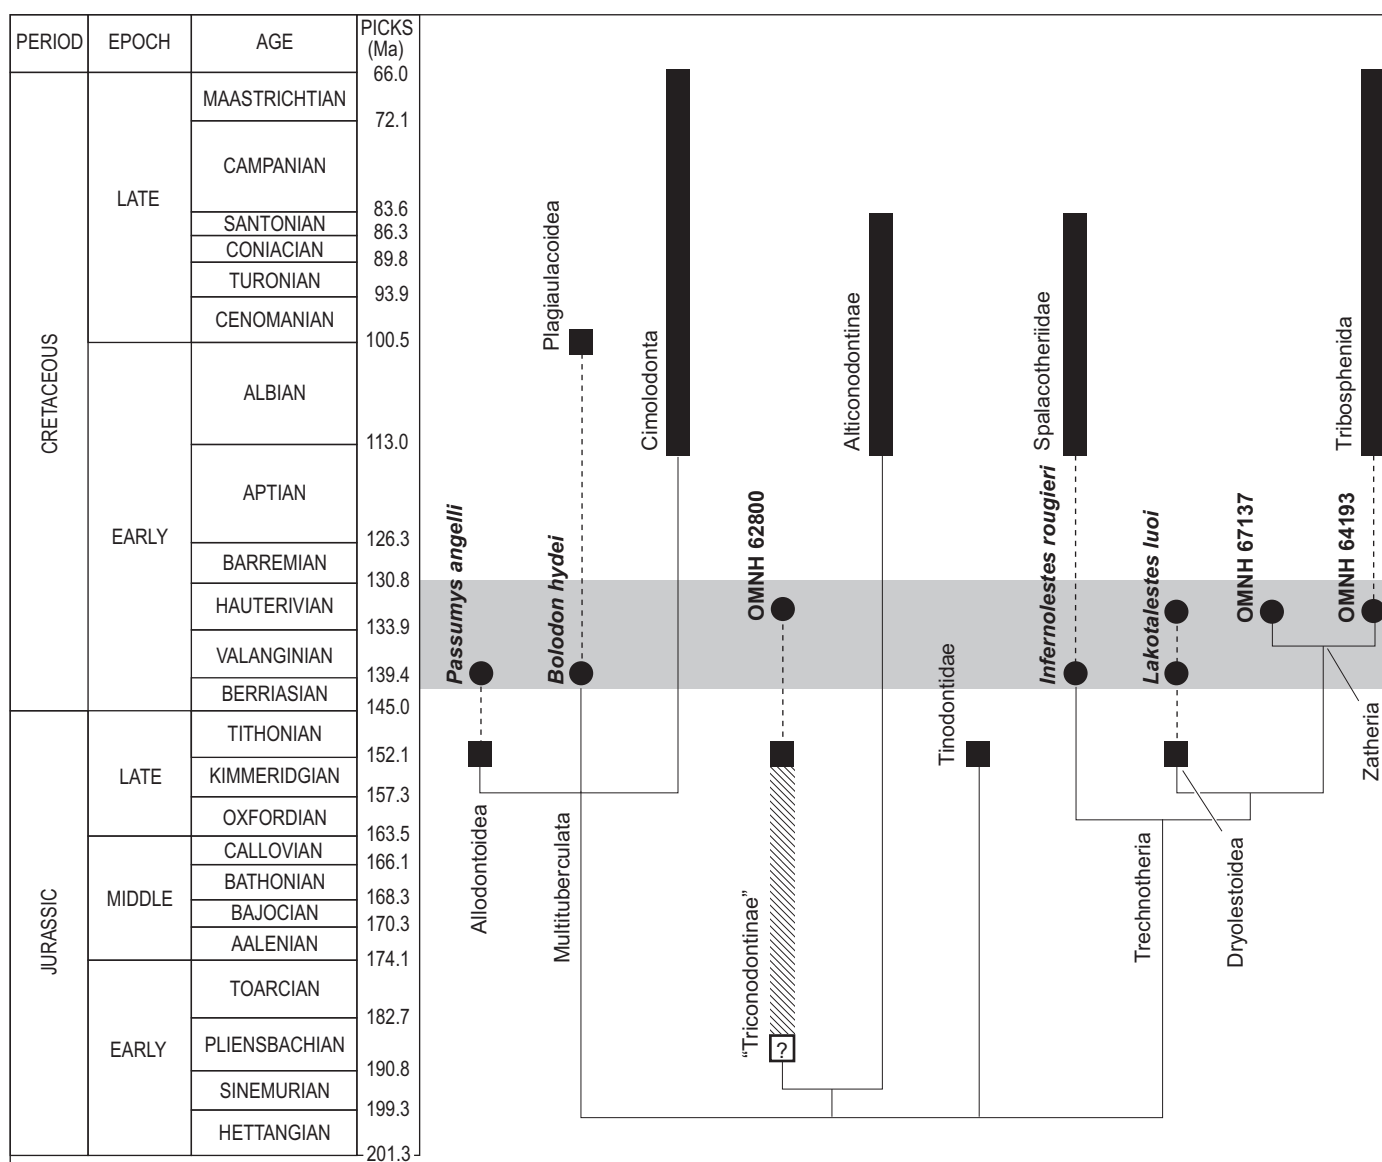 PERIOD EPOCH AGE PICKS (Ma)
66.0
MAASTRICHTIAN
72.1
CAMPANIAN
LATE
83.6
SANTONIAN
86.3
CONIACIAN
89.8
TURONIAN
93.9
CENOMANIAN
100.5
CRETACEOUS
ALBIAN
113.0
APTIAN
EARLY
126.3
BARREMIAN
130.8
HAUTERIVIAN
133.9
VALANGINIAN
139.4
BERRIASIAN
145.0
TITHONIAN
152.1
LATE
KIMMERIDGIAN
157.3
OXFORDIAN
163.5
CALLOVIAN
166.1
BATHONIAN
168.3
MIDDLE
BAJOCIAN
170.3
AALENIAN
174.1
JURASSIC
TOARCIAN
182.7
EARLY
PLIENSBACHIAN
190.8
SINEMURIAN
199.3
HETTANGIAN
201.3
Passumys angelli
Allodontoidea
Plagiaulacoidea
Bolodon hydei
Multituberculata
Cimolodonta
OMNH 62800
"Triconodontinae"
?
Alticonodontinae
Tinodontidae
Spalacotheriidae
Infernolestes rougieri
Trechnotheria
Lakotalestes luoi
Dryolestoidea
OMNH 67137
Tribosphenida
OMNH 64193
Zatheria